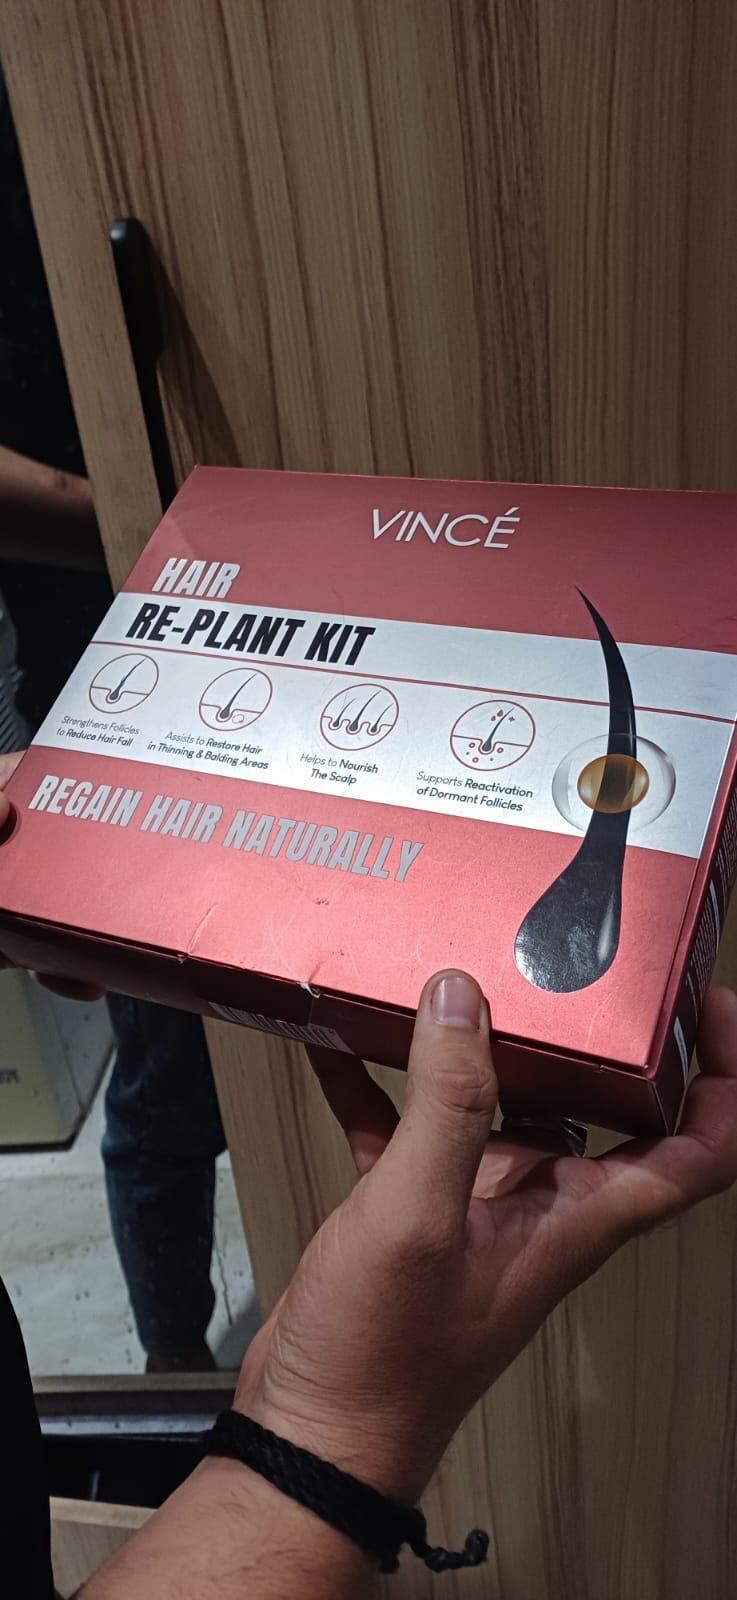 VINCÉ
HAIR
RE-PLANT KIT
Strengthens Follicles
to Reduce Hair Fall
Assists to Restore Hair
in Thinning & Balding Areas
Helps to Nourish
The Scalp
Supports Reactivation
of Dormant Follicles
REGAIN HAIR NATURALLY